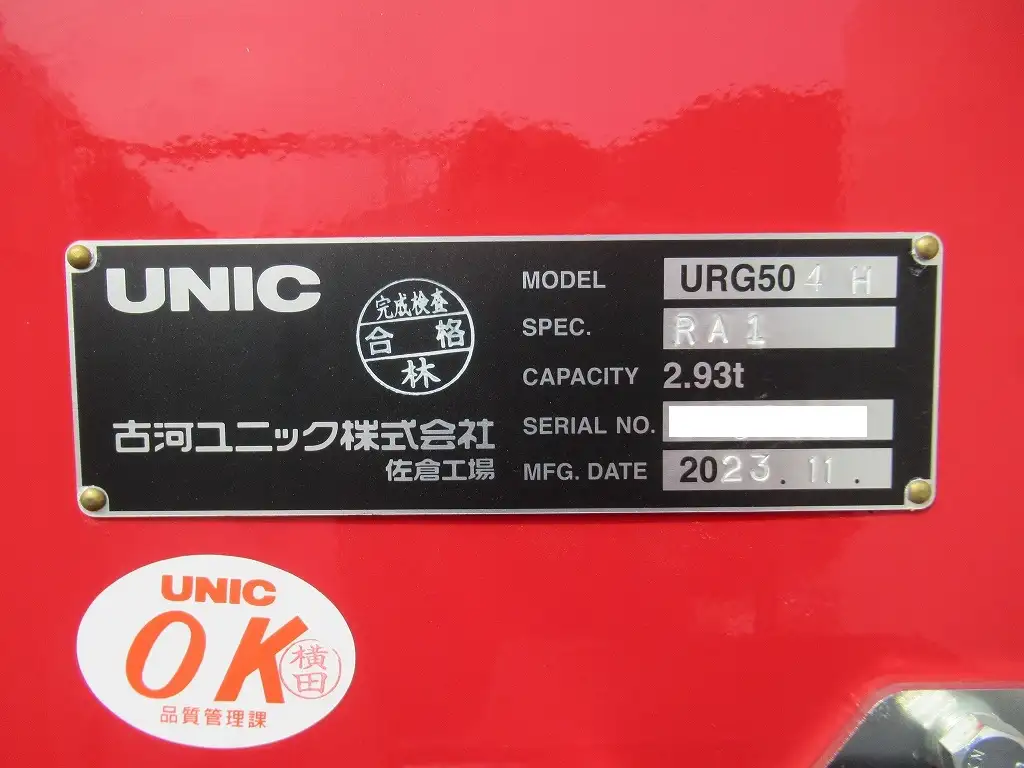 UNIC
完成検査
合格
林
古河ユニック株式会社
佐倉工場
MODEL URG504H
SPEC. RA1
CAPACITY 2.93t
SERIAL NO.
MFG. DATE 2023.11.
UNIC
OK
横田
品質管理課